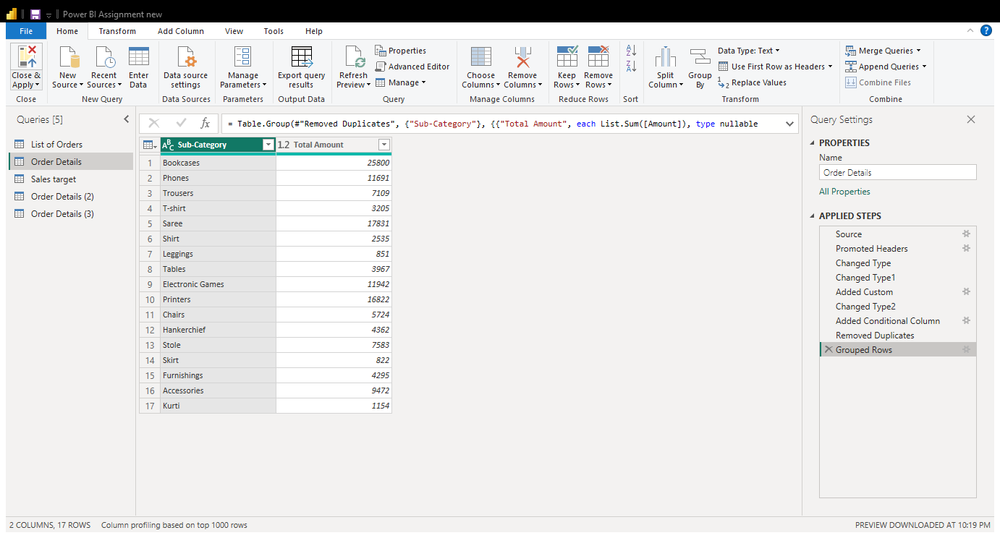 Power BI Assignment new
File Home Transform Add Column View Tools Help
Close & Apply
New Source
Recent Sources
Enter Data
Data source settings
Manage Parameters
Export query results
Refresh Preview
Properties
Advanced Editor
Manage
Choose Columns
Remove Columns
Keep Rows
Remove Rows
Split Column
Group By
Data Type: Text
Use First Row as Headers
Replace Values
Merge Queries
Append Queries
Combine Files
Close New Query Data Sources Parameters Output Data Query Manage Columns Reduce Rows Sort Transform Combine
Queries [5]
List of Orders
Order Details
Sales target
Order Details (2)
Order Details (3)
fx = Table.Group(#"Removed Duplicates", {"Sub-Category"}, {{"Total Amount", each List.Sum([Amount]), type nullable
ABC Sub-Category 1.2 Total Amount
1 Bookcases 25800
2 Phones 11691
3 Trousers 7109
4 T-shirt 3205
5 Saree 17831
6 Shirt 2535
7 Leggings 851
8 Tables 3967
9 Electronic Games 11942
10 Printers 16822
11 Chairs 5724
12 Hankerchief 4362
13 Stole 7583
14 Skirt 822
15 Furnishings 4295
16 Accessories 9472
17 Kurti 1154
Query Settings
PROPERTIES
Name
Order Details
All Properties
APPLIED STEPS
Source
Promoted Headers
Changed Type
Changed Type1
Added Custom
Changed Type2
Added Conditional Column
Removed Duplicates
Grouped Rows
2 COLUMNS, 17 ROWS Column profiling based on top 1000 rows PREVIEW DOWNLOADED AT 10:19 PM